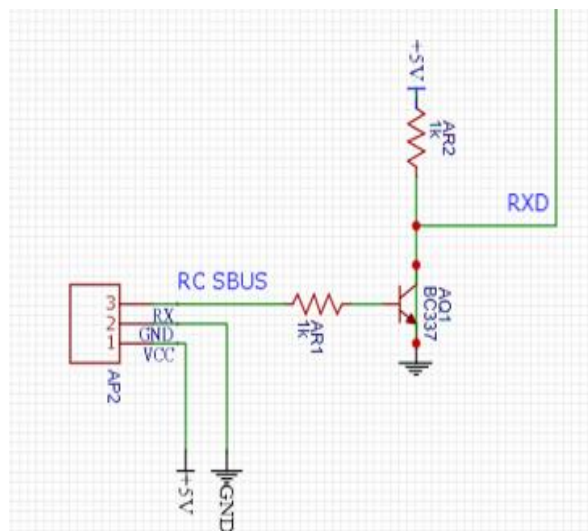 +5V
AR2
1k
RXD
RC SBUS
AQ1
BC337
AR1
1k
3
RX
2
GND
1
VCC
AP2
+5V
GND